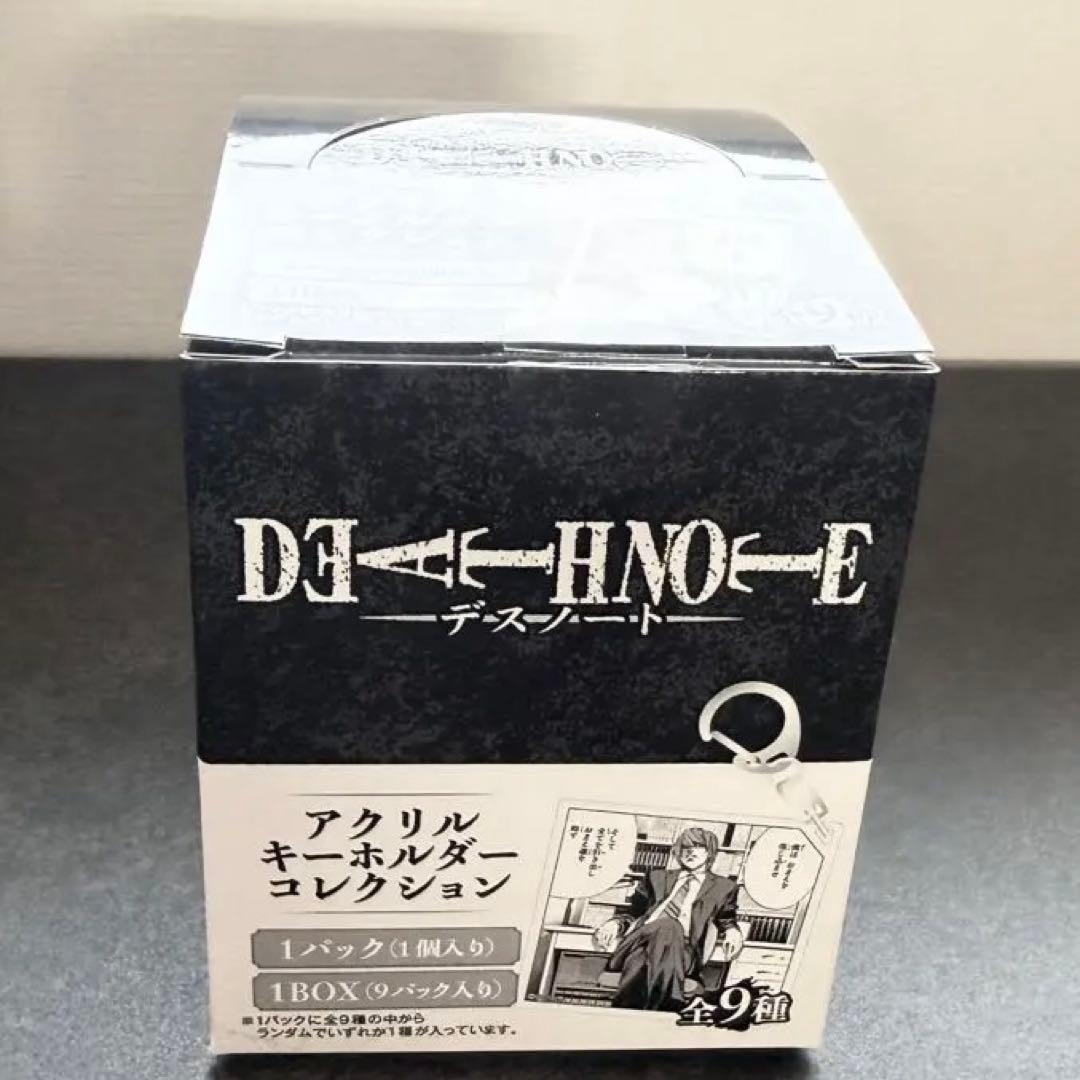 DEATHNOTE
デスノート
アクリル
キーホルダー
コレクション
1パック(1個入り)
1BOX(9パック入り)
※1パックに全9種の中から
ランダムでいずれか1種が入っています。
全9種